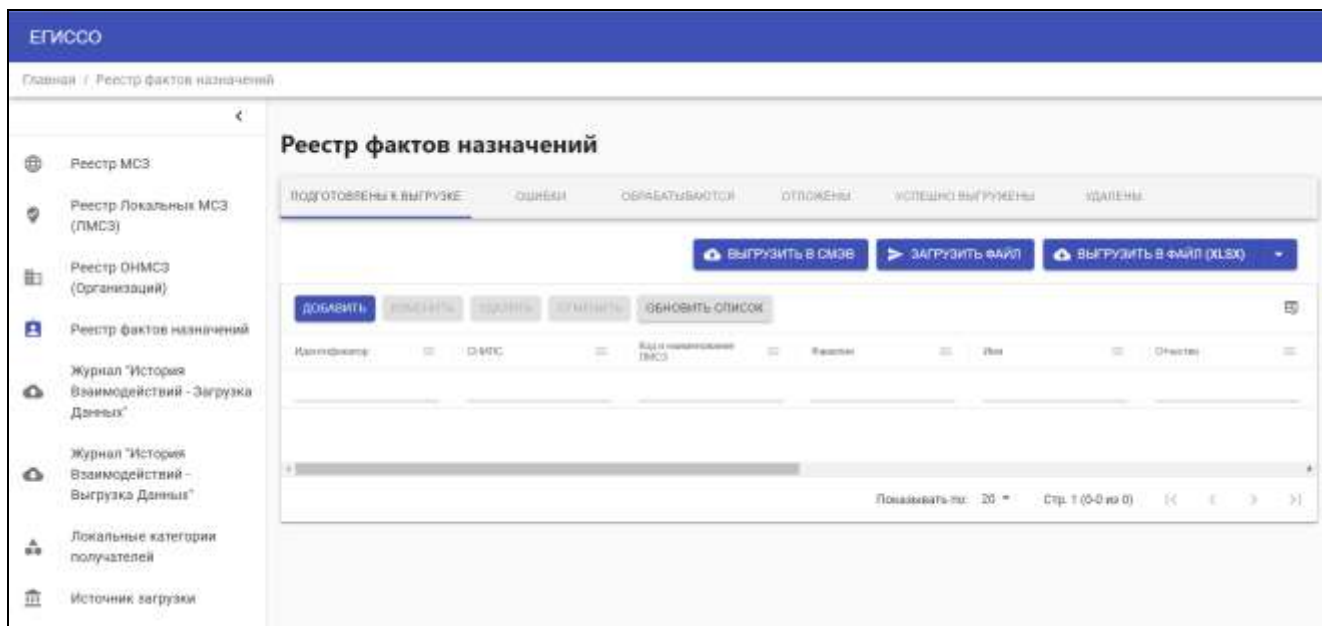 ЕГИССО
Главная / Реестр фактов назначений
Реестр МСЗ
Реестр Локальных МСЗ
(ЛМСЗ)
Реестр ОНМСЗ
(Организаций)
Реестр фактов назначений
Журнал "История
Взаимодействий - Загрузка
Данных"
Журнал "История
Взаимодействий -
Выгрузка Данных"
Локальные категории
получателей
Источник загрузки
Реестр фактов назначений
ПОДГОТОВЛЕНЫ К ВЫГРУЗКЕ ОШИБКИ ОБРАБАТЫВАЮТСЯ ОТЛОЖЕНЫ УСПЕШНО ВЫГРУЖЕНЫ УДАЛЕНЫ
ВЫГРУЗИТЬ В СМЭВ ЗАГРУЗИТЬ ФАЙЛ ВЫГРУЗИТЬ В ФАЙЛ (XLSX)
ДОБАВИТЬ ИЗМЕНИТЬ УДАЛИТЬ ОТМЕНИТЬ ОБНОВИТЬ СПИСОК
Идентификатор СНИЛС Код и наименование Фамилия Имя Отчество
ЛМСЗ
Показывать по: 20 Стр. 1 (0-0 из 0)